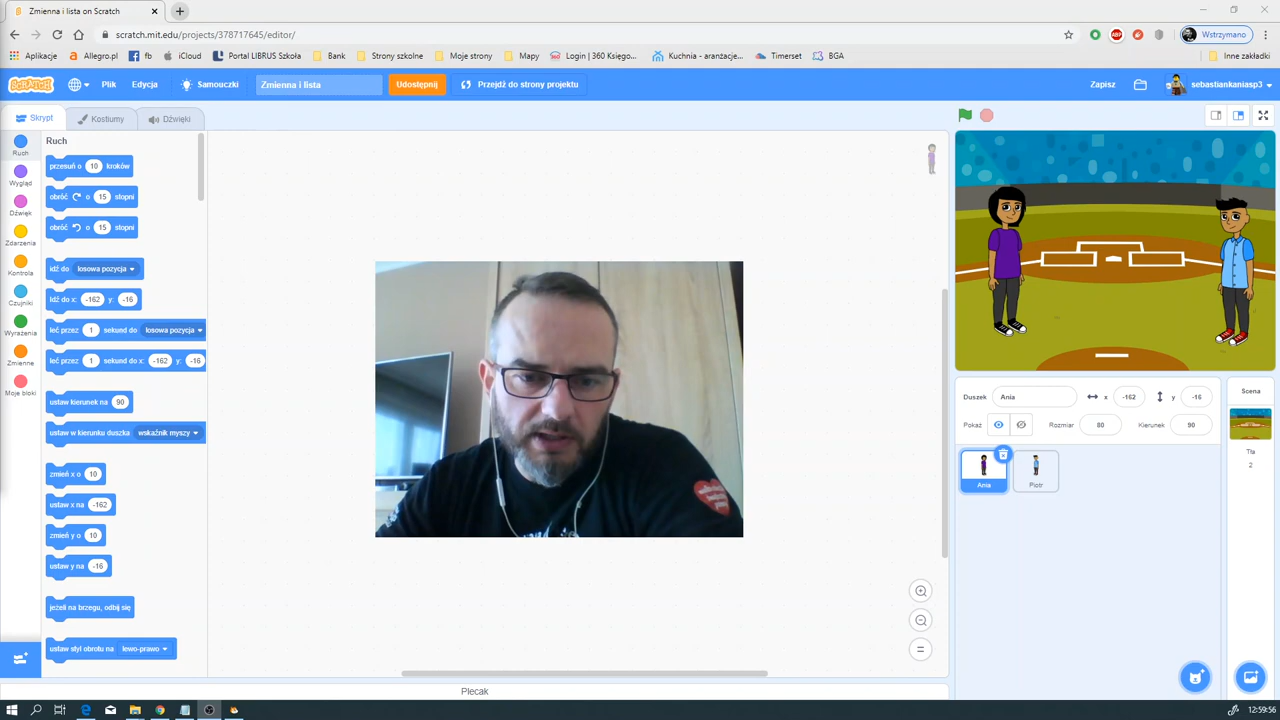 Zmienna i lista on Scratch
scratch.mit.edu/projects/378717645/editor/
Wstrzymano
Aplikacje Allegro.pl fb iCloud Portal LIBRUS Szkoła Bank Strony szkolne Moje strony Mapy Login | 360 Księgo... Kuchnia - aranżacje... Timerset BGA Inne zakładki
SCRATCH Plik Edycja Samouczki Zmienna i lista Udostępnij Przejdź do strony projektu Zapisz sebastiankaniasp3
Skrypt Kostiumy Dźwięki
Ruch
Wygląd
Dźwięk
Zdarzenia
Kontrola
Czujniki
Wyrażenia
Zmienne
Moje bloki
Ruch
przesuń o 10 kroków
obróć o 15 stopni
obróć o 15 stopni
idź do losowa pozycja
Idź do x: -162 y: -16
leć przez 1 sekund do losowa pozycja
leć przez 1 sekund do x: -162 y: -16
ustaw kierunek na 90
ustaw w kierunku duszka wskaźnik myszy
zmień x o 10
ustaw x na -162
zmień y o 10
ustaw y na -16
jeżeli na brzegu, odbij się
ustaw styl obrotu na lewo-prawo
Plecak
Duszek Ania x -162 y -16
Pokaż Rozmiar 80 Kierunek 90
Ania
Piotr
Scena
Tła
2
12:59:56